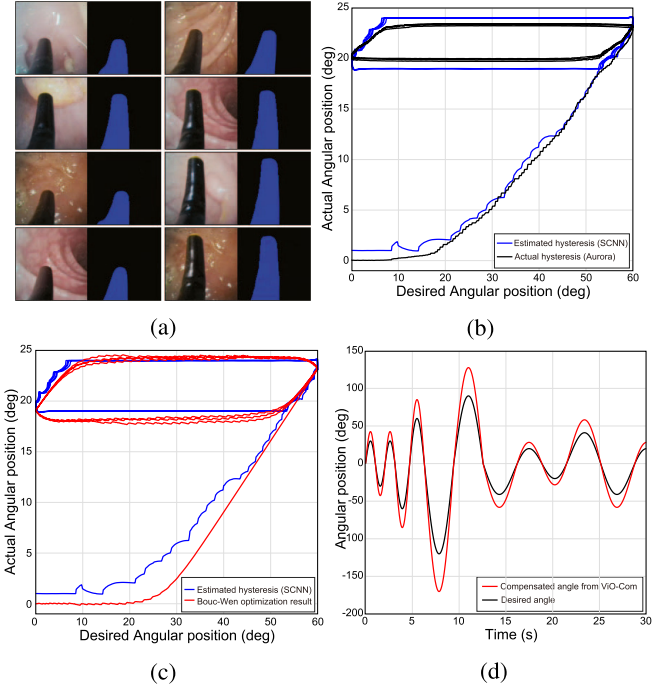 (a)
25
20
15
10
5
0
Actual Angular position (deg)
0 10 20 30 40 50 60
Desired Angular position (deg)
Estimated hysteresis (SCNN)
Actual hysteresis (Aurora)
(b)
25
20
15
10
5
0
Actual Angular position (deg)
0 10 20 30 40 50 60
Desired Angular position (deg)
Estimated hysteresis (SCNN)
Bouc-Wen optimization result
(c)
150
100
50
0
-50
-100
-150
-200
Angular position (deg)
0 5 10 15 20 25 30
Time (s)
Compensated angle from ViO-Com
Desired angle
(d)